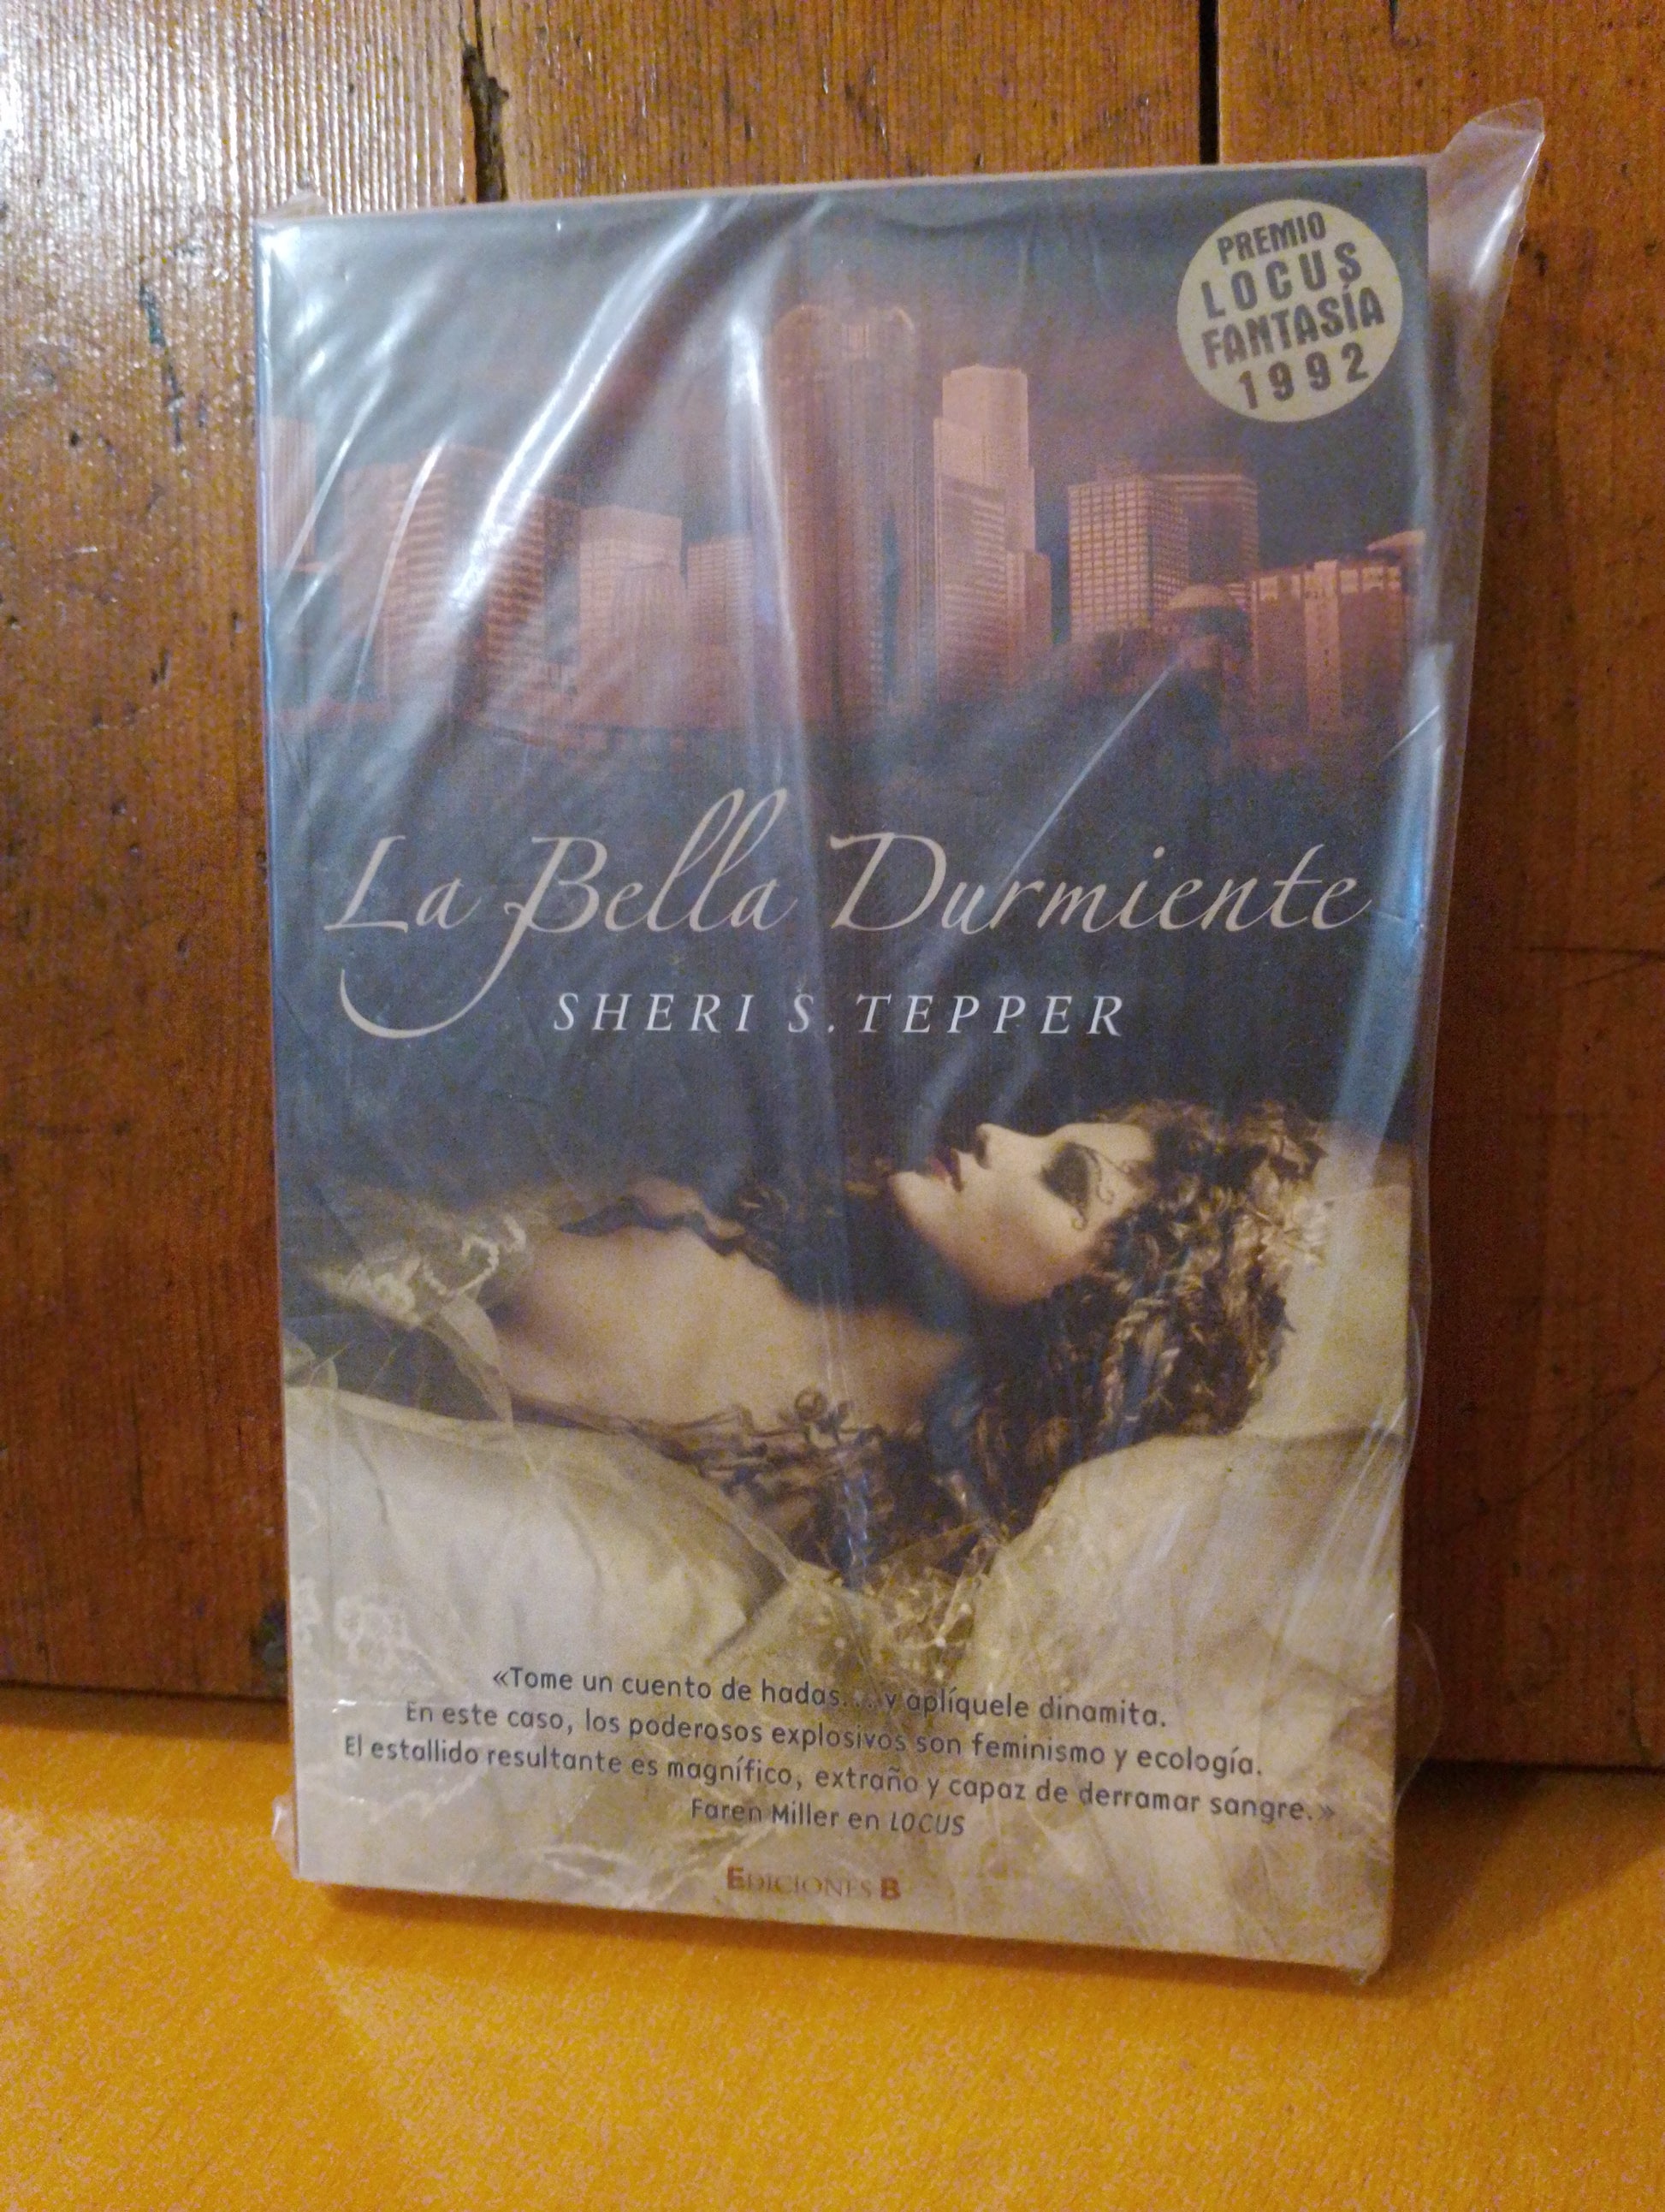 PREMIO
LOCUS
FANTASÍA
1992
La Bella Durmiente
SHERI S. TEPPER
«Tome un cuento de hadas... y aplíquele dinamita.
En este caso, los poderosos explosivos son feminismo y ecología.
El estallido resultante es magnífico, extraño y capaz de derramar sangre.»
Faren Miller en LOCUS
EDICIONES B